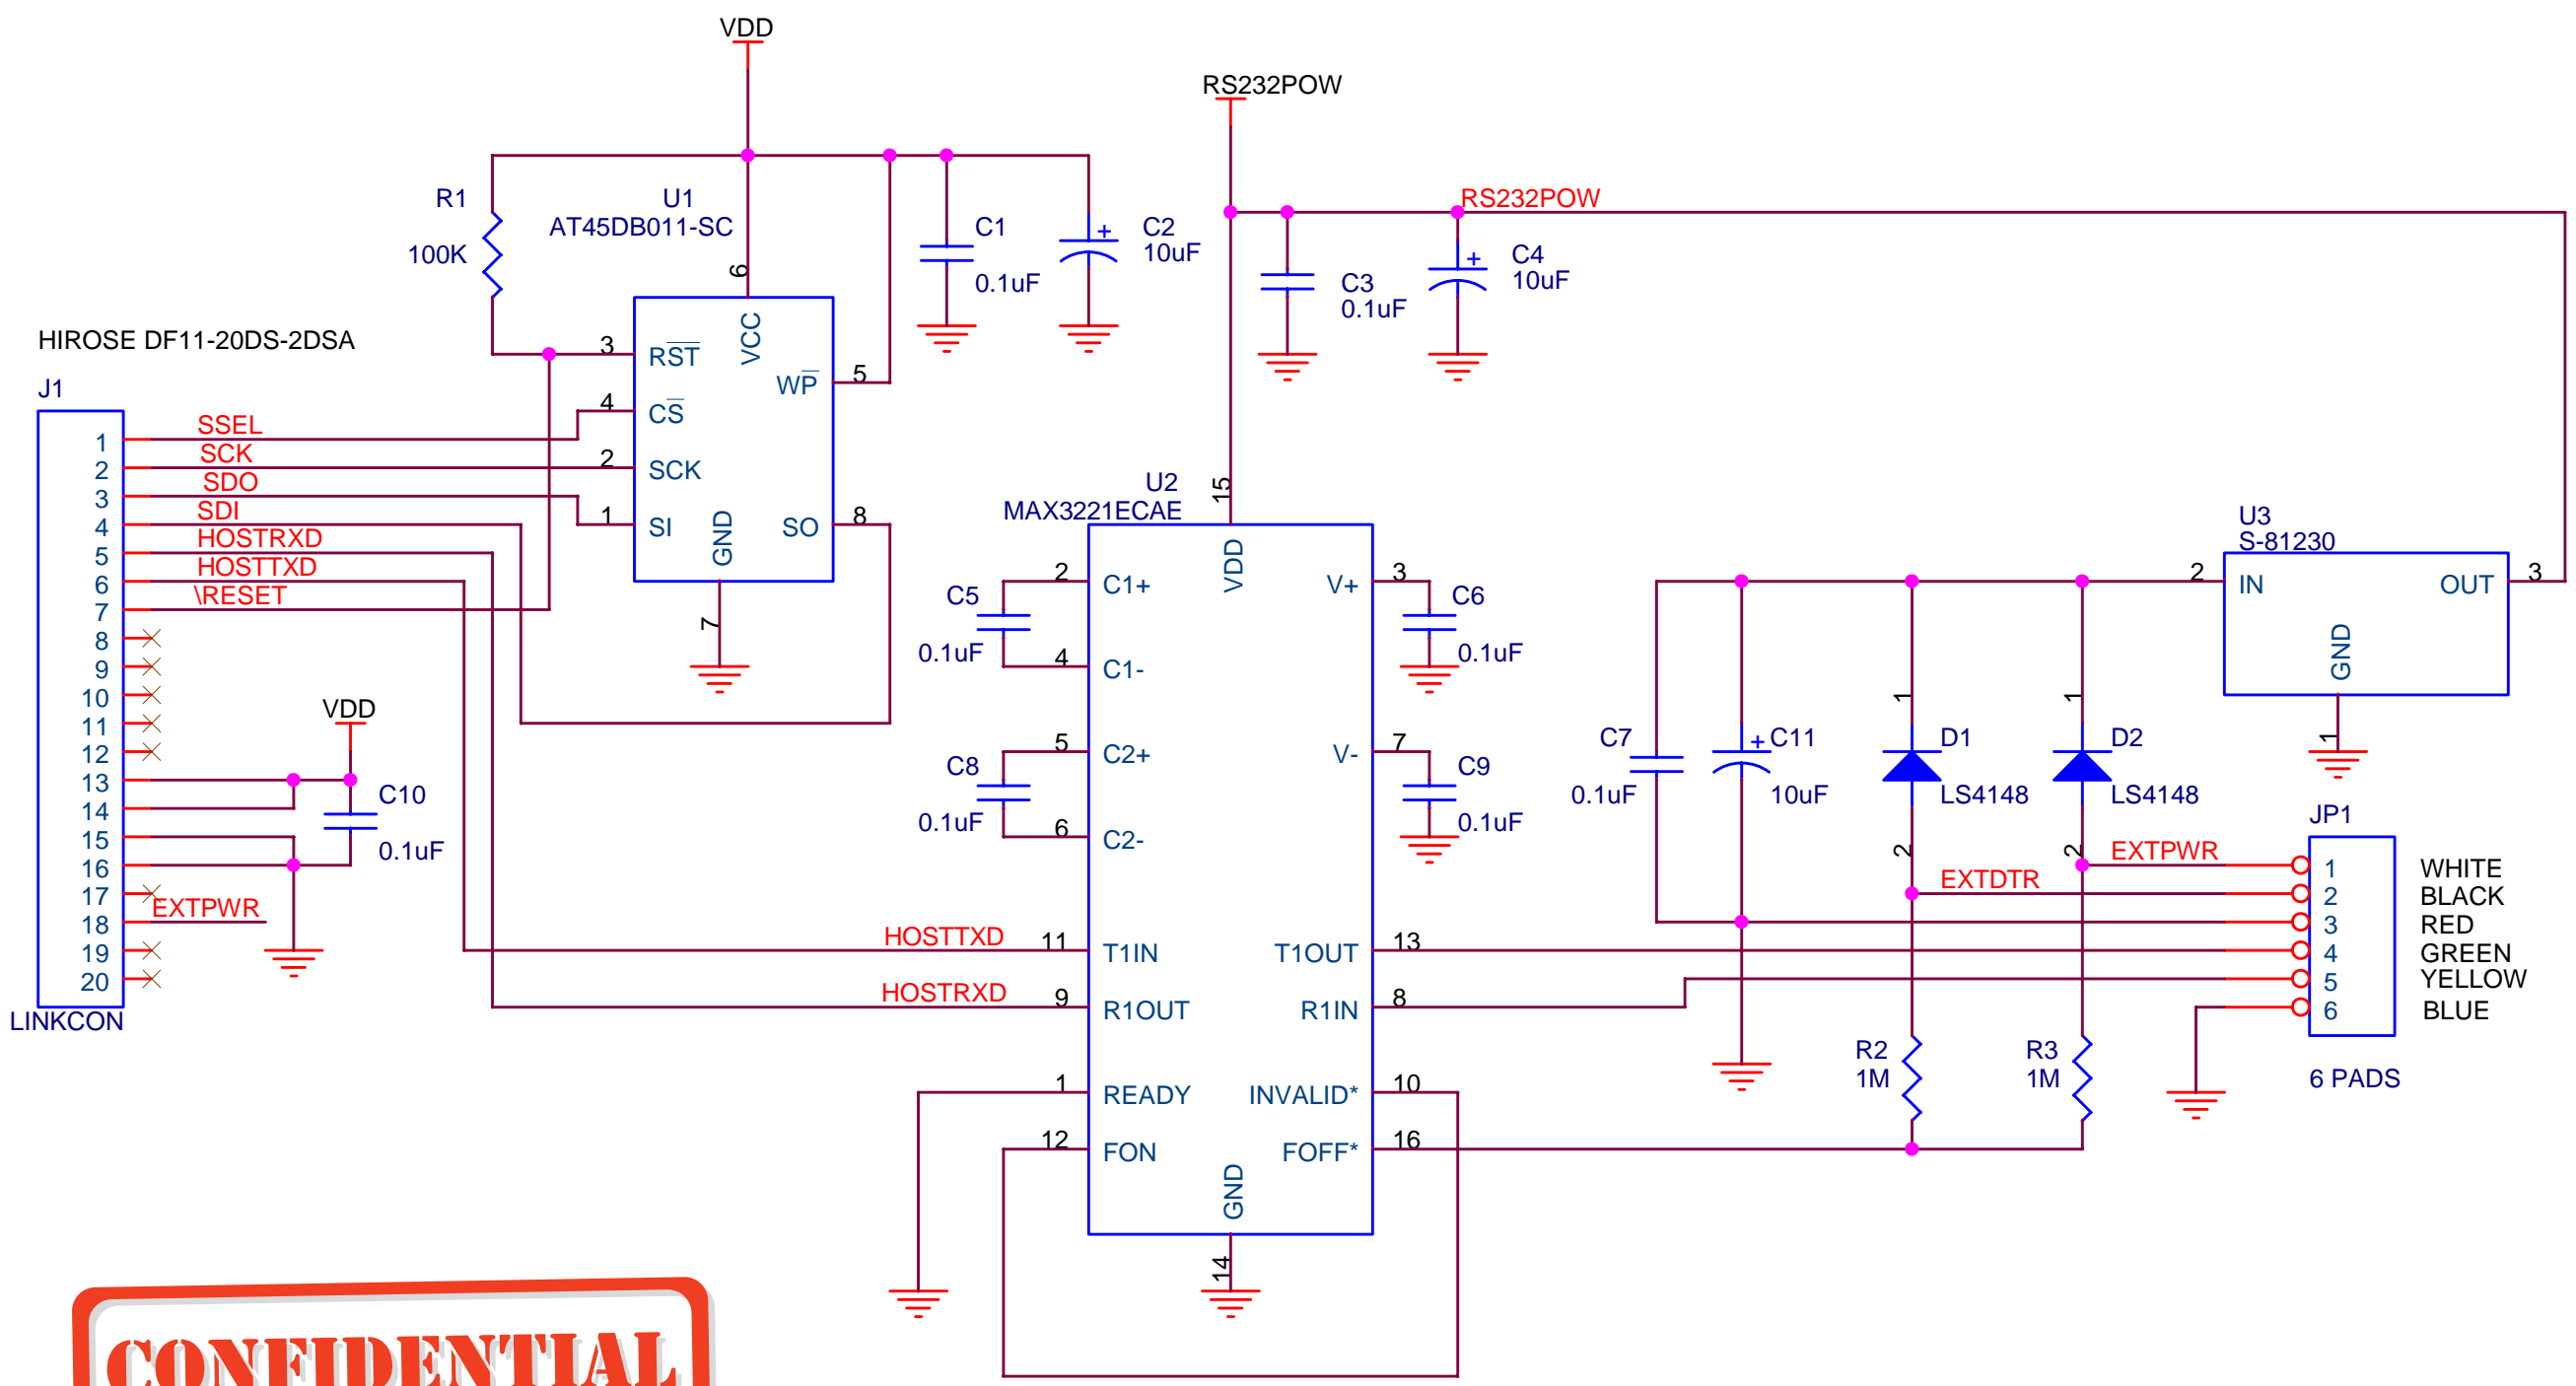 VDD
RS232POW
R1
100K
U1
AT45DB011-SC
6
C1
0.1uF
+
C2
10uF
RS232POW
C3
0.1uF
+
C4
10uF
HIROSE DF11-20DS-2DSA
J1
3
RST
VCC
WP
5
4
CS
2
SCK
1
SI
GND
SO
8
7
1
SSEL
2
SCK
3
SDO
4
SDI
5
HOSTRXD
6
HOSTTXD
7
\RESET
8
9
10
11
12
13
14
15
16
17
18
EXTPWR
19
20
LINKCON
VDD
C10
0.1uF
U2
MAX3221ECAE
15
VDD
2
C1+
V+
3
C5
0.1uF
C6
0.1uF
4
C1-
5
C2+
V-
7
C8
0.1uF
C9
0.1uF
6
C2-
HOSTTXD
11
T1IN
T1OUT
13
HOSTRXD
9
R1OUT
R1IN
8
1
READY
INVALID*
10
12
FON
FOFF*
16
GND
14
U3
S-81230
2
IN
OUT
3
GND
1
C7
0.1uF
+
C11
10uF
1
D1
LS4148
2
1
D2
LS4148
2
JP1
EXTPWR
EXTDTR
1
WHITE
2
BLACK
3
RED
4
GREEN
5
YELLOW
6
BLUE
6 PADS
R2
1M
R3
1M
CONFIDENTIAL